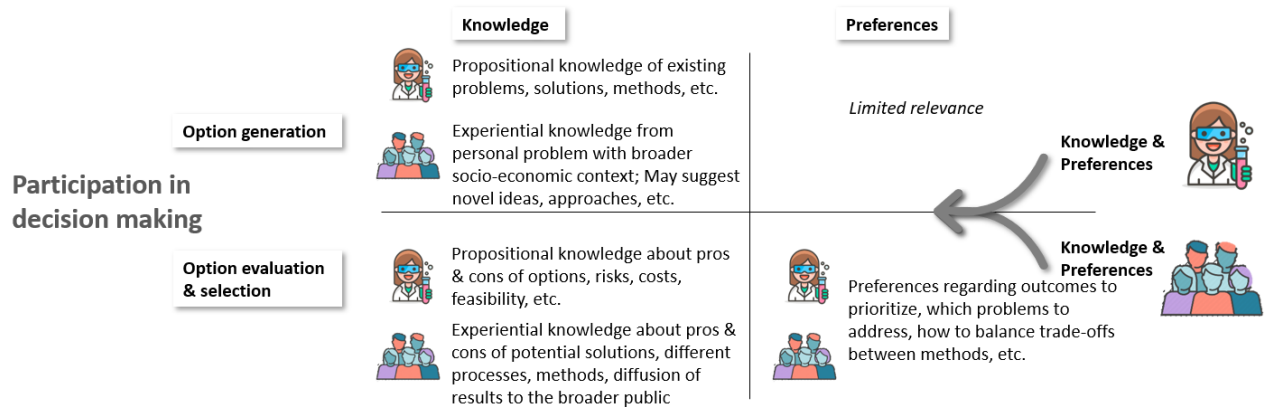 Knowledge
Preferences
Propositional knowledge of existing
problems, solutions, methods, etc.
Limited relevance
Option generation
Experiential knowledge from
personal problem with broader
socio-economic context; May suggest
novel ideas, approaches, etc.
Knowledge &
Preferences
Participation in
decision making
Option evaluation
& selection
Propositional knowledge about pros
& cons of options, risks, costs,
feasibility, etc.
Experiential knowledge about pros &
cons of potential solutions, different
processes, methods, diffusion of
results to the broader public
Preferences regarding outcomes to
prioritize, which problems to
address, how to balance trade-offs
between methods, etc.
Knowledge &
Preferences